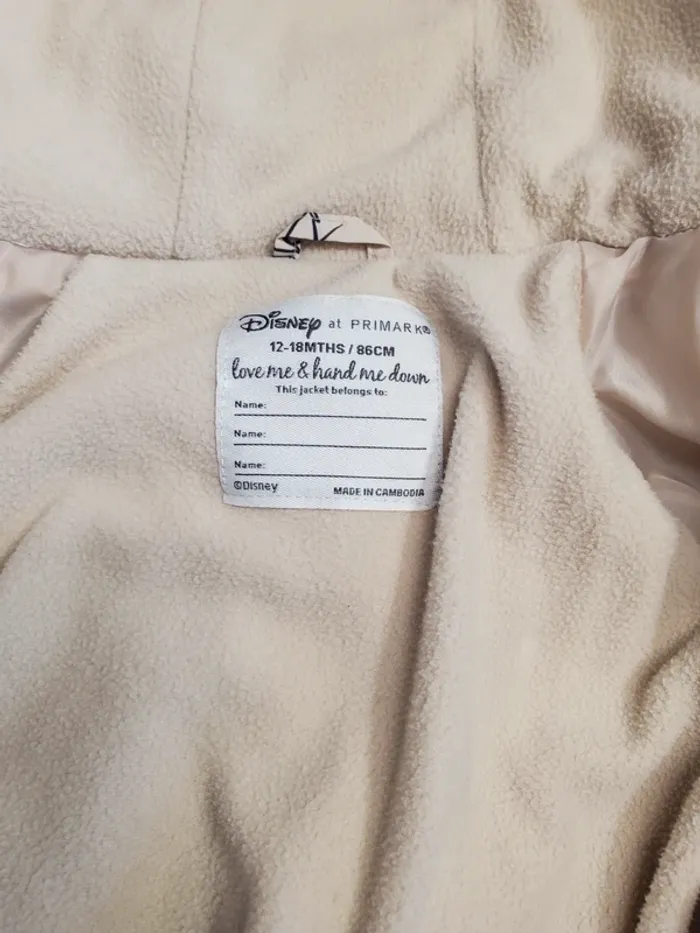 Disney at PRIMARK®
12-18MTHS / 86CM
love me & hand me down
This jacket belongs to:
Name:
Name:
Name:
©Disney MADE IN CAMBODIA